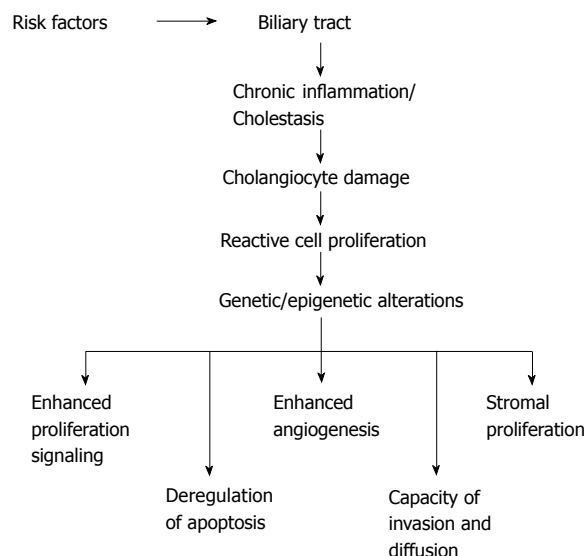 Risk factors
Biliary tract
Chronic inflammation/
Cholestasis
Cholangiocyte damage
Reactive cell proliferation
Genetic/epigenetic alterations
Enhanced
proliferation
signaling
Enhanced
angiogenesis
Stromal
proliferation
Deregulation
of apoptosis
Capacity of
invasion and
diffusion